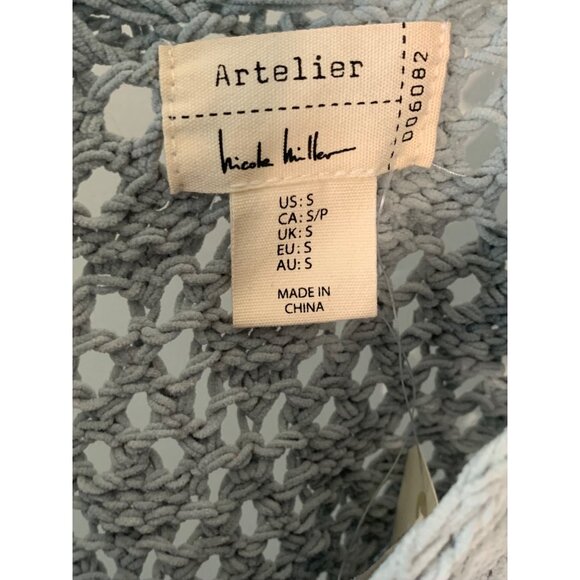 Artelier
Nicole Miller
006082
US: S
CA: S/P
UK: S
EU: S
AU: S
MADE IN
CHINA